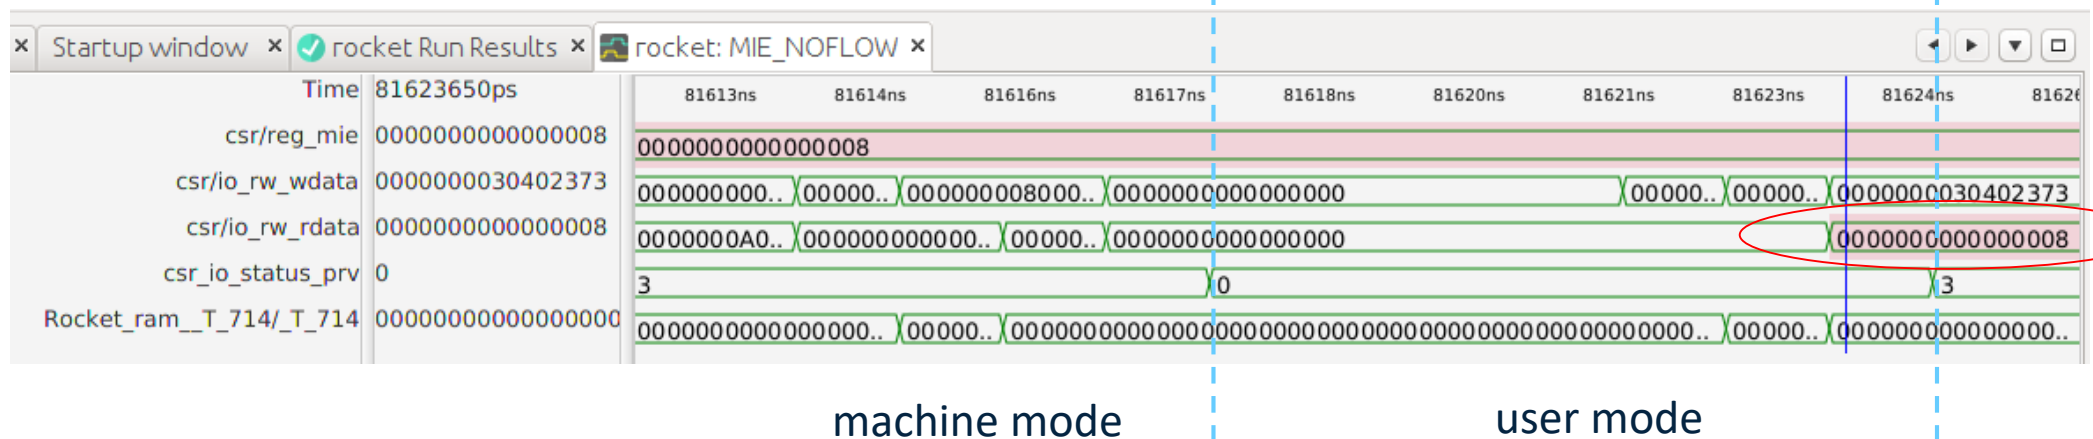 × Startup window × rocket Run Results × rocket: MIE_NOFLOW ×
Time 81623650ps 81613ns 81614ns 81616ns 81617ns 81618ns 81620ns 81621ns 81623ns 81624ns 81626
csr/reg_mie 0000000000000008 0000000000000008
csr/io_rw_wdata 0000000030402373 000000000.. 00000.. 000000008000.. 0000000000000000 00000.. 00000.. 0000000030402373
csr/io_rw_rdata 0000000000000008 0000000A0.. 000000000000.. 00000.. 0000000000000000 0000000000000008
csr_io_status_prv 0 3 0 3
Rocket_ram__T_714/_T_714 00000000000000000 0000000000000000.. 00000.. 0000000000000000000000000000000000000000000000.. 00000.. 000000000000000..
machine mode user mode